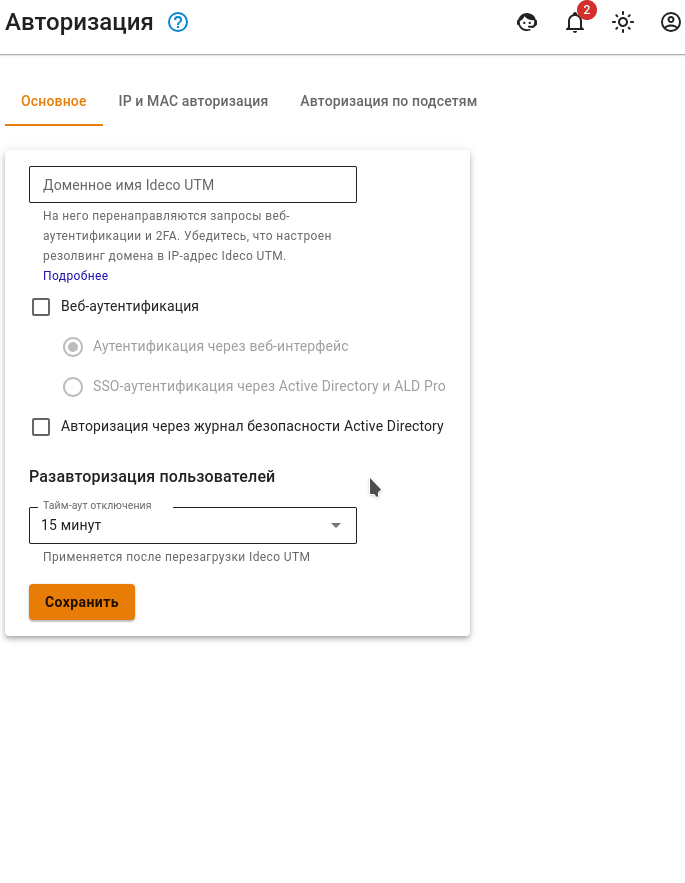 Авторизация
2
Основное
IP и MAC авторизация
Авторизация по подсетям
Доменное имя Ideco UTM
На него перенаправляются запросы веб-
аутентификации и 2FA. Убедитесь, что настроен
резолвинг домена в IP-адрес Ideco UTM.
Подробнее
Веб-аутентификация
Аутентификация через веб-интерфейс
SSO-аутентификация через Active Directory и ALD Pro
Авторизация через журнал безопасности Active Directory
Разавторизация пользователей
Тайм-аут отключения
15 минут
Применяется после перезагрузки Ideco UTM
Сохранить